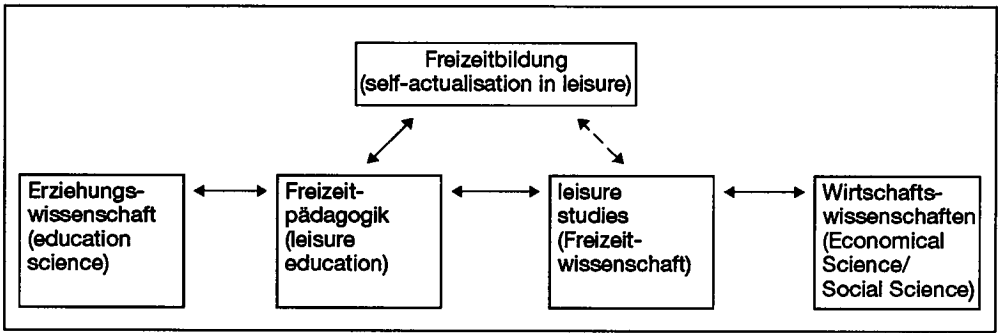 Freizeitbildung
(self-actualisation in leisure)
Erziehungs-
wissenschaft
(education
science)
Freizeit-
pädagogik
(leisure
education)
leisure
studies
(Freizeit-
wissenschaft)
Wirtschafts-
wissenschaften
(Economical
Science/
Social Science)